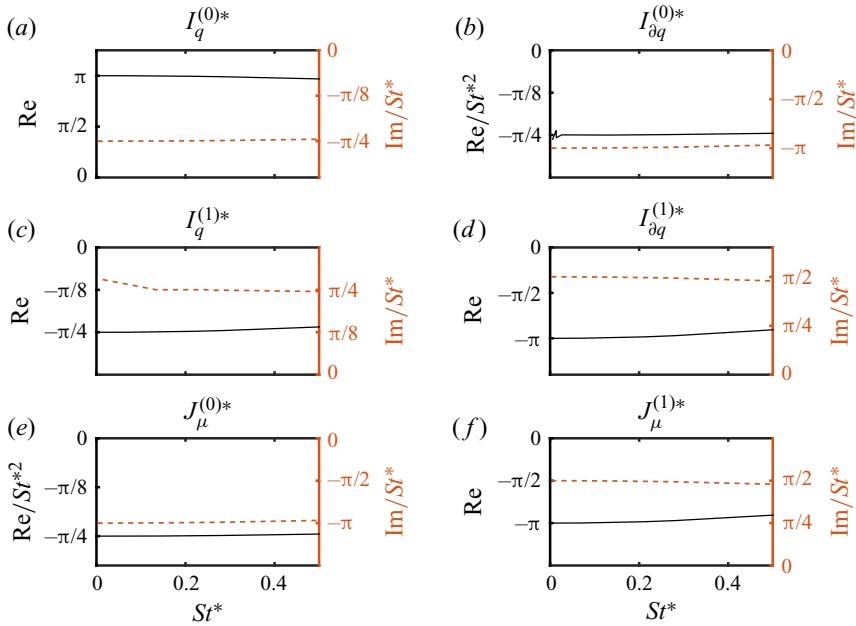 (a) I_q^{(0)*}
Re
π
π/2
0
0
−π/8
−π/4
Im/St*
(b) I_{∂q}^{(0)*}
Re/St*²
0
−π/8
−π/4
0
−π/2
−π
Im/St*
(c) I_q^{(1)*}
Re
0
−π/8
−π/4
π/4
π/8
0
Im/St*
(d) I_{∂q}^{(1)*}
Re
0
−π/2
−π
π/2
π/4
0
Im/St*
(e) J_μ^{(0)*}
Re/St*²
0
−π/8
−π/4
0
−π/2
−π
Im/St*
0 0.2 0.4
St*
(f) J_μ^{(1)*}
Re
0
−π/2
−π
0
π/2
π/4
0
Im/St*
0 0.2 0.4
St*